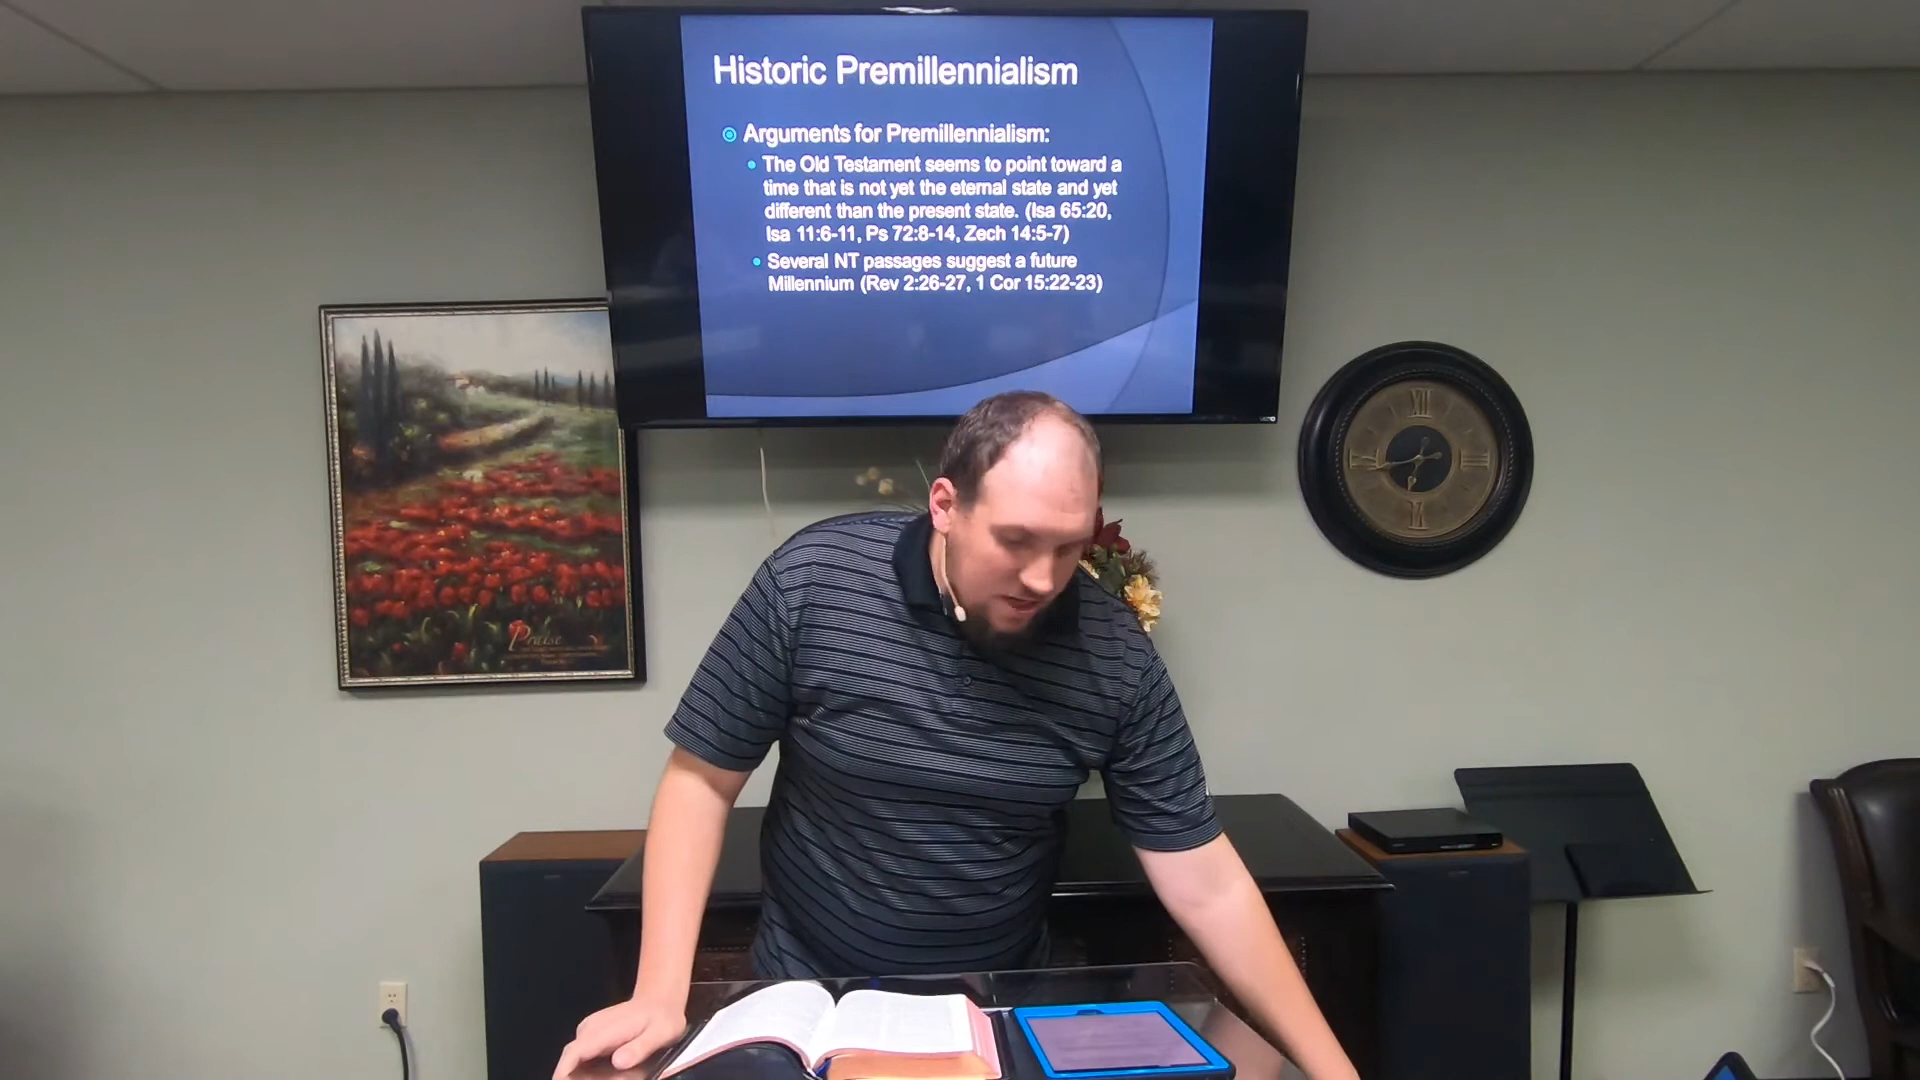 Historic Premillennialism
Arguments for Premillennialism:
The Old Testament seems to point toward a
time that is not yet the eternal state and yet
different than the present state. (Isa 65:20,
Isa 11:6-11, Ps 72:8-14, Zech 14:5-7)
Several NT passages suggest a future
Millennium (Rev 2:26-27, 1 Cor 15:22-23)
Praise
XII
III